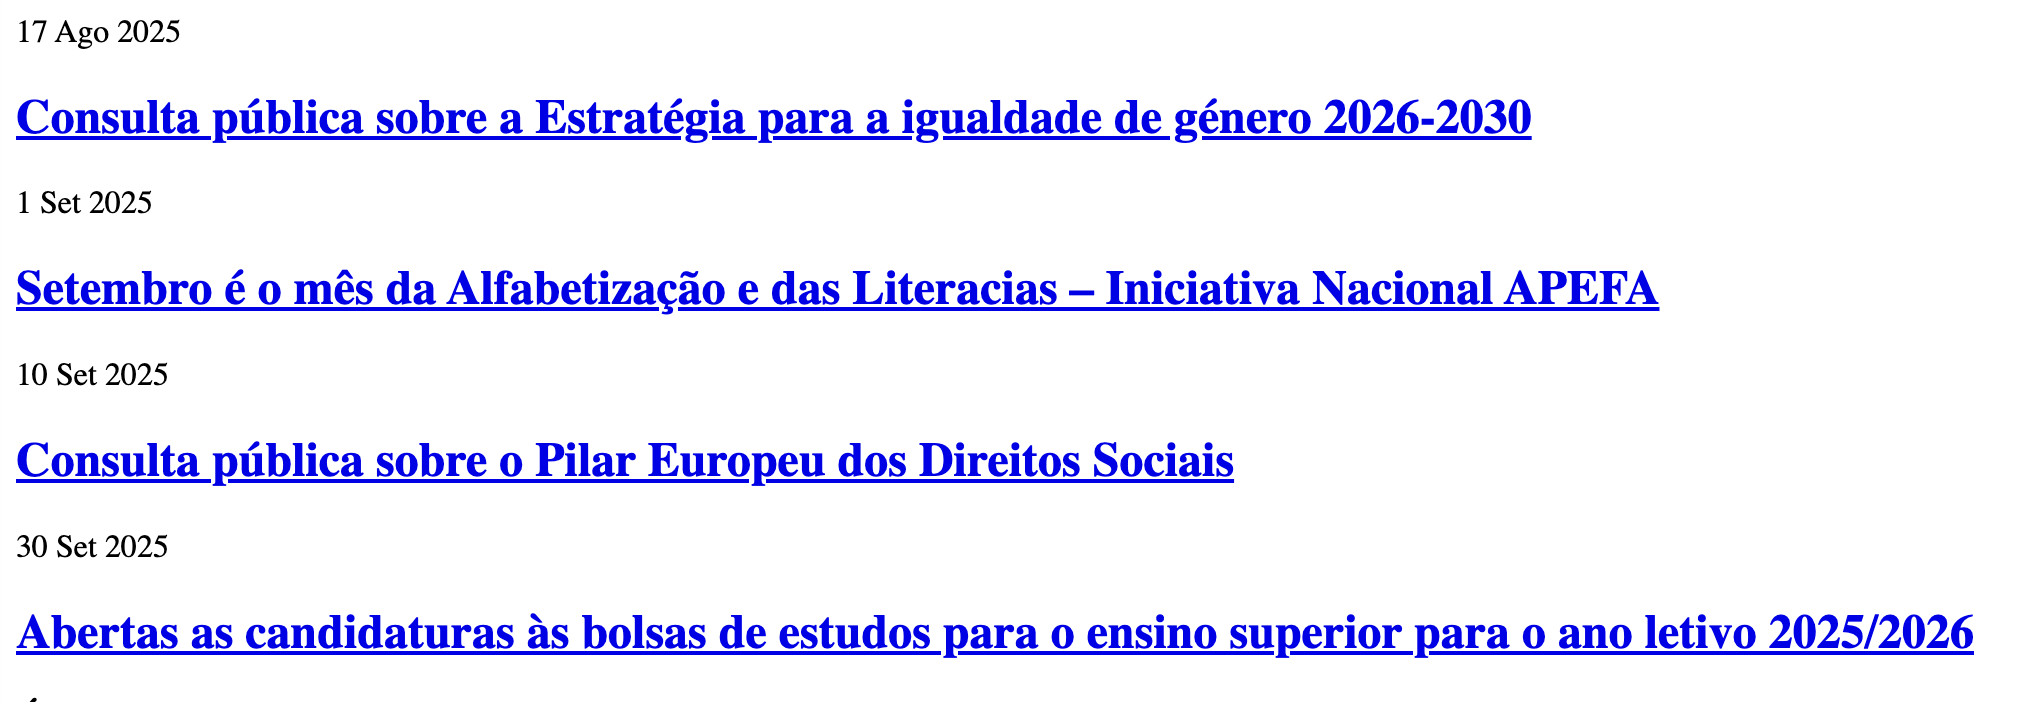 17 Ago 2025
Consulta pública sobre a Estratégia para a igualdade de género 2026-2030
1 Set 2025
Setembro é o mês da Alfabetização e das Literacias – Iniciativa Nacional APEFA
10 Set 2025
Consulta pública sobre o Pilar Europeu dos Direitos Sociais
30 Set 2025
Abertas as candidaturas às bolsas de estudos para o ensino superior para o ano letivo 2025/2026